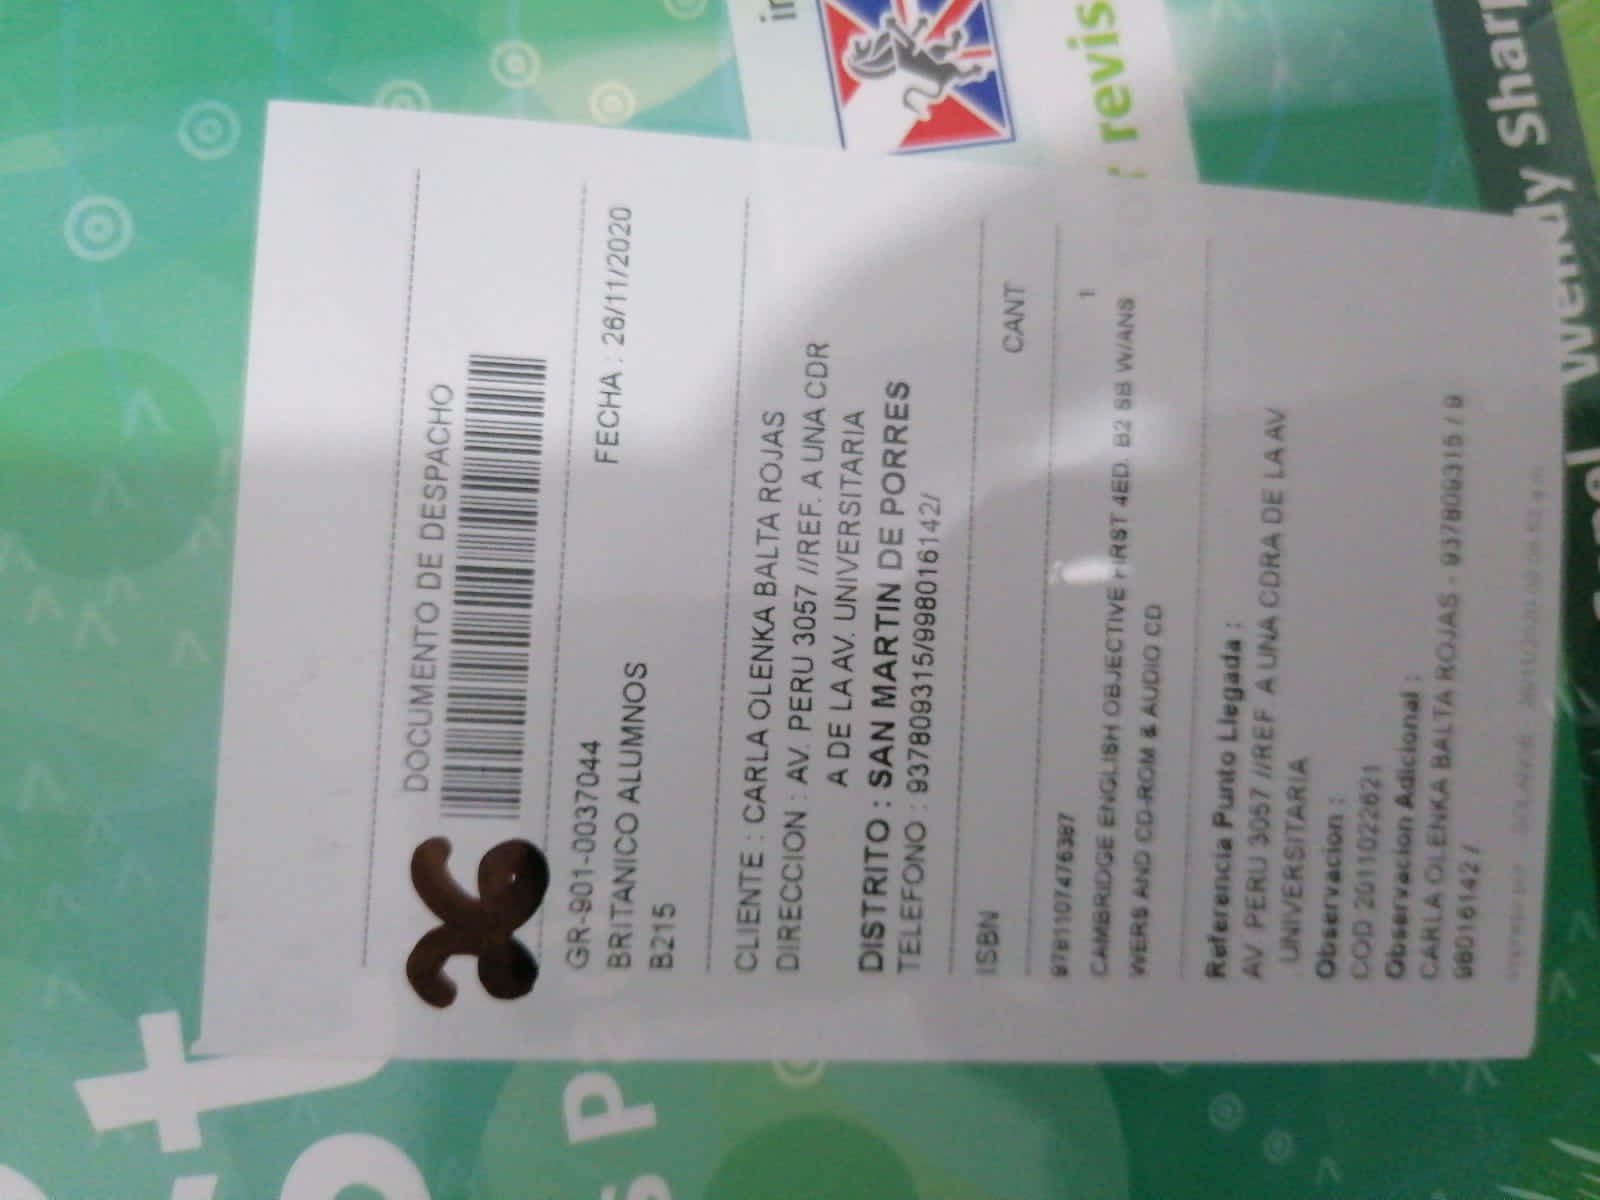 DOCUMENTO DE DESPACHO
GR-901-0037044
BRITANICO ALUMNOS FECHA : 26/11/2020
B215
CLIENTE : CARLA OLENKA BALTA ROJAS
DIRECCION : AV. PERU 3057 //REF. A UNA CDR
A DE LA AV. UNIVERSITARIA
DISTRITO : SAN MARTIN DE PORRES
TELEFONO : 937809315/998016142/
ISBN CANT
9781107476387 1
CAMBRIDGE ENGLISH OBJECTIVE FIRST 4ED. B2 SB W/ANS
WERS AND CD-ROM & AUDIO CD
Referencia Punto Llegada :
AV. PERU 3057 //REF. A UNA CDRA DE LA AV
UNIVERSITARIA
Observacion :
COD 2011022621
Observacion Adicional :
CARLA OLENKA BALTA ROJAS - 937809315 / 9
98016142 /
revis
Wendy Shar